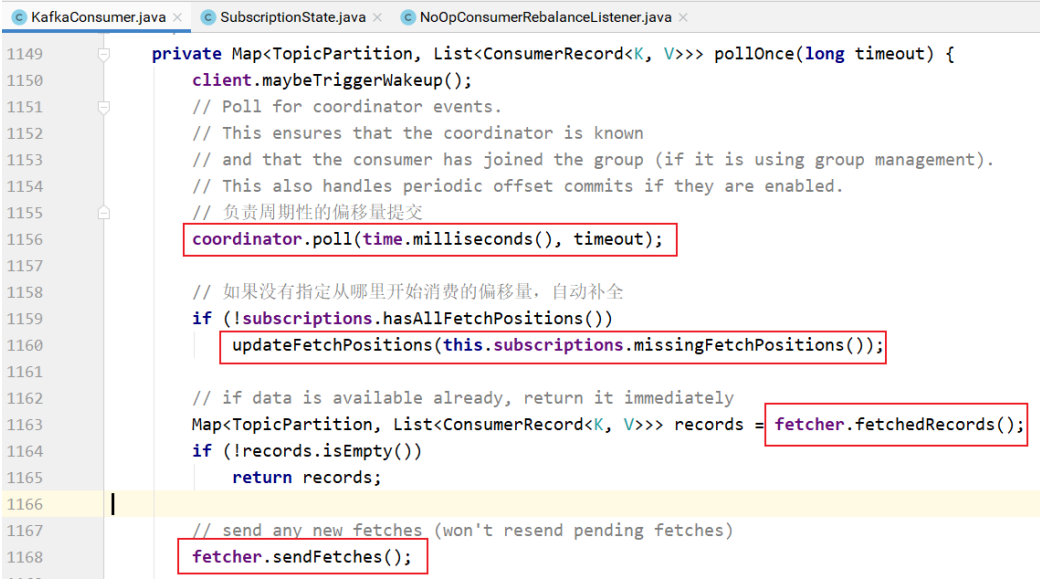 KafkaConsumer.java × SubscriptionState.java × NoOpConsumerRebalanceListener.java ×
1149 private Map<TopicPartition, List<ConsumerRecord<K, V>>> pollOnce(long timeout) {
1150 client.maybeTriggerWakeup();
1151 // Poll for coordinator events.
1152 // This ensures that the coordinator is known
1153 // and that the consumer has joined the group (if it is using group management).
1154 // This also handles periodic offset commits if they are enabled.
1155 // 负责周期性的偏移量提交
1156 coordinator.poll(time.milliseconds(), timeout);
1157
1158 // 如果没有指定从哪里开始消费的偏移量，自动补全
1159 if (!subscriptions.hasAllFetchPositions())
1160 updateFetchPositions(this.subscriptions.missingFetchPositions());
1161
1162 // if data is available already, return it immediately
1163 Map<TopicPartition, List<ConsumerRecord<K, V>>> records = fetcher.fetchedRecords();
1164 if (!records.isEmpty())
1165 return records;
1166
1167 // send any new fetches (won't resend pending fetches)
1168 fetcher.sendFetches();